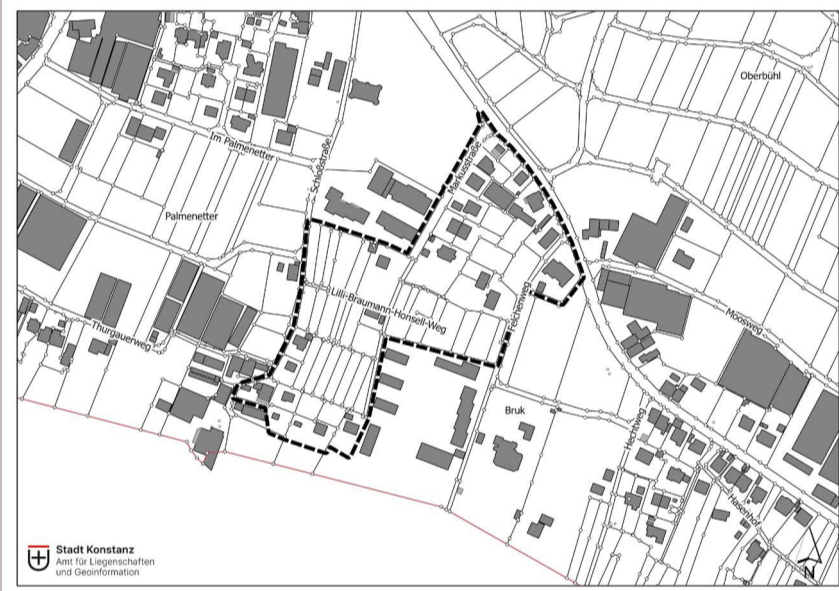 Oberbühl
Im Palmenetter
Schloßstraße
Markusstraße
Palmenetter
Lilli-Braumann-Honsell-Weg
Felchenweg
Moosweg
Thurgauerweg
Bruk
Hechtweg
Hasenhof
Stadt Konstanz
Amt für Liegenschaften
und Geoinformation
N